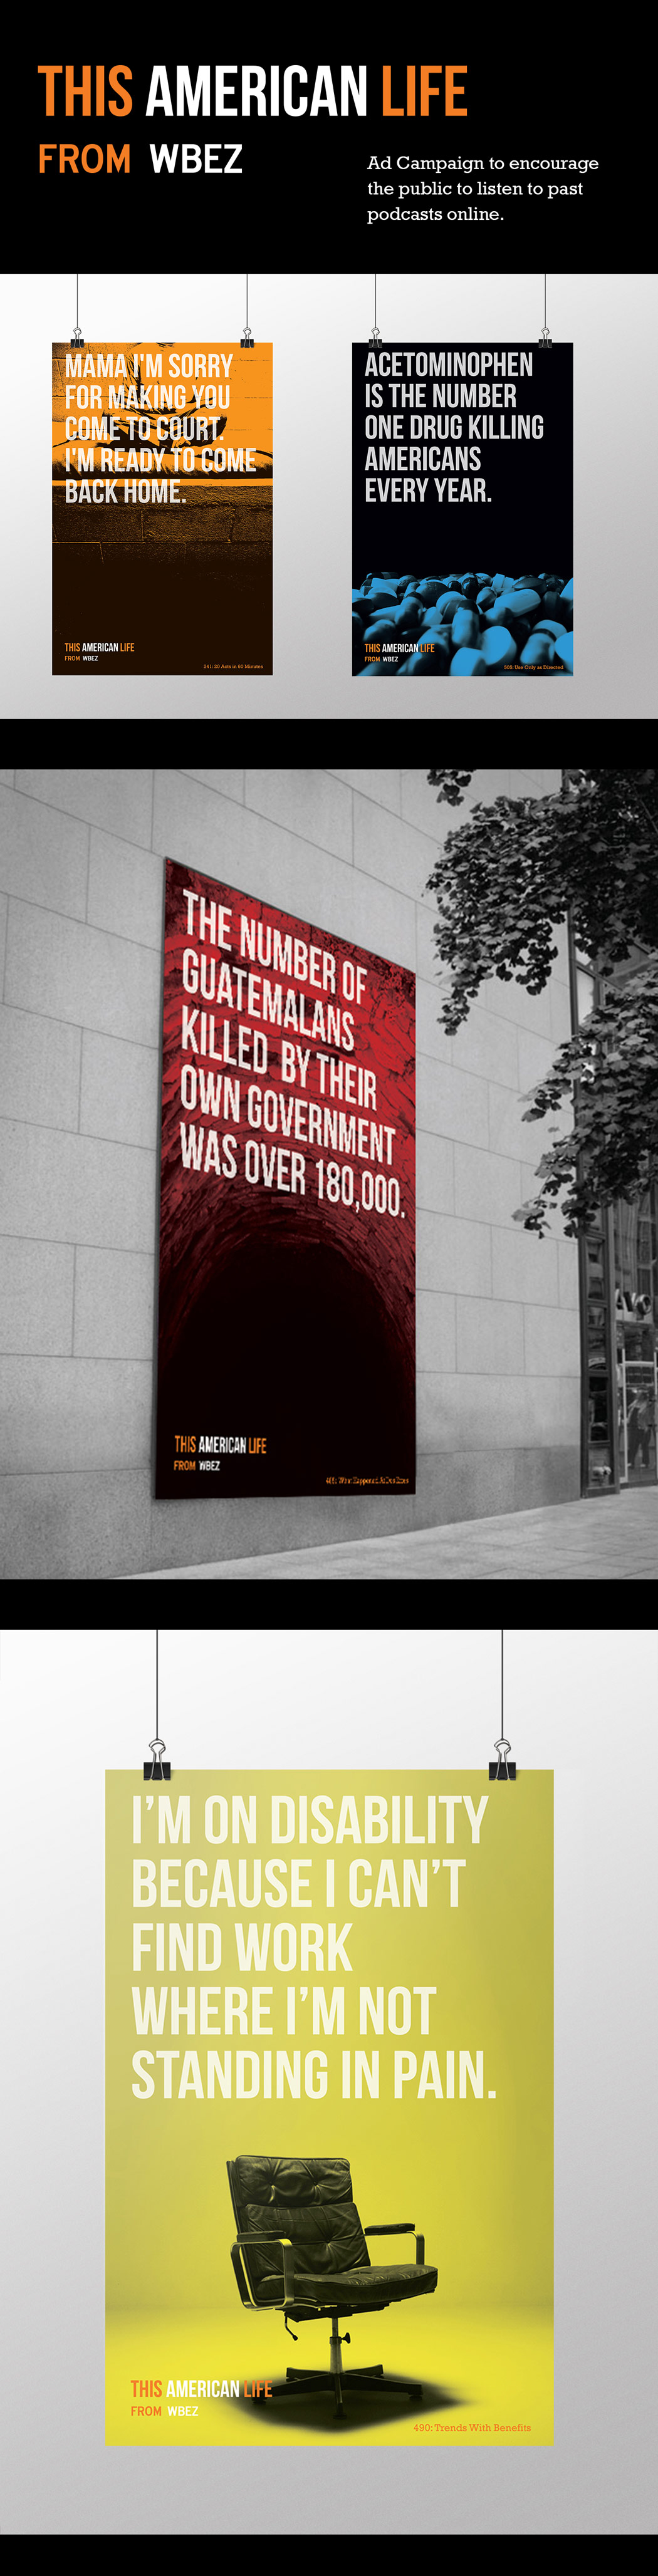 THIS AMERICAN LIFE
FROM WBEZ
Ad Campaign to encourage
the public to listen to past
podcasts online.
MAMA I'M SORRY
FOR MAKING YOU
COME TO COURT.
I'M READY TO COME
BACK HOME.
THIS AMERICAN LIFE
FROM WBEZ
241: 20 Acts in 60 Minutes
ACETOMINOPHEN
IS THE NUMBER
ONE DRUG KILLING
AMERICANS
EVERY YEAR.
THIS AMERICAN LIFE
FROM WBEZ
505: Use Only as Directed
THE NUMBER OF
GUATEMALANS
KILLED BY THEIR
OWN GOVERNMENT
WAS OVER 180,000.
THIS AMERICAN LIFE
FROM WBEZ
What Happened At Dos Erres
I’M ON DISABILITY
BECAUSE I CAN’T
FIND WORK
WHERE I’M NOT
STANDING IN PAIN.
THIS AMERICAN LIFE
FROM WBEZ
490: Trends With Benefits